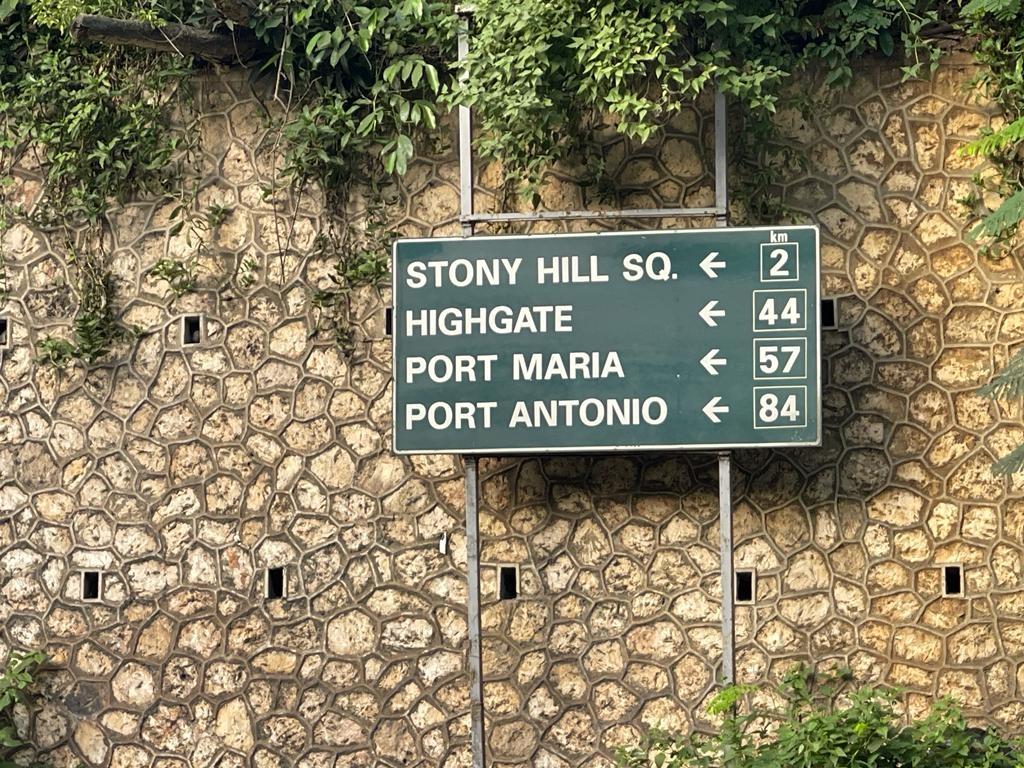 km
STONY HILL SQ. ← 2
HIGHGATE ← 44
PORT MARIA ← 57
PORT ANTONIO ← 84